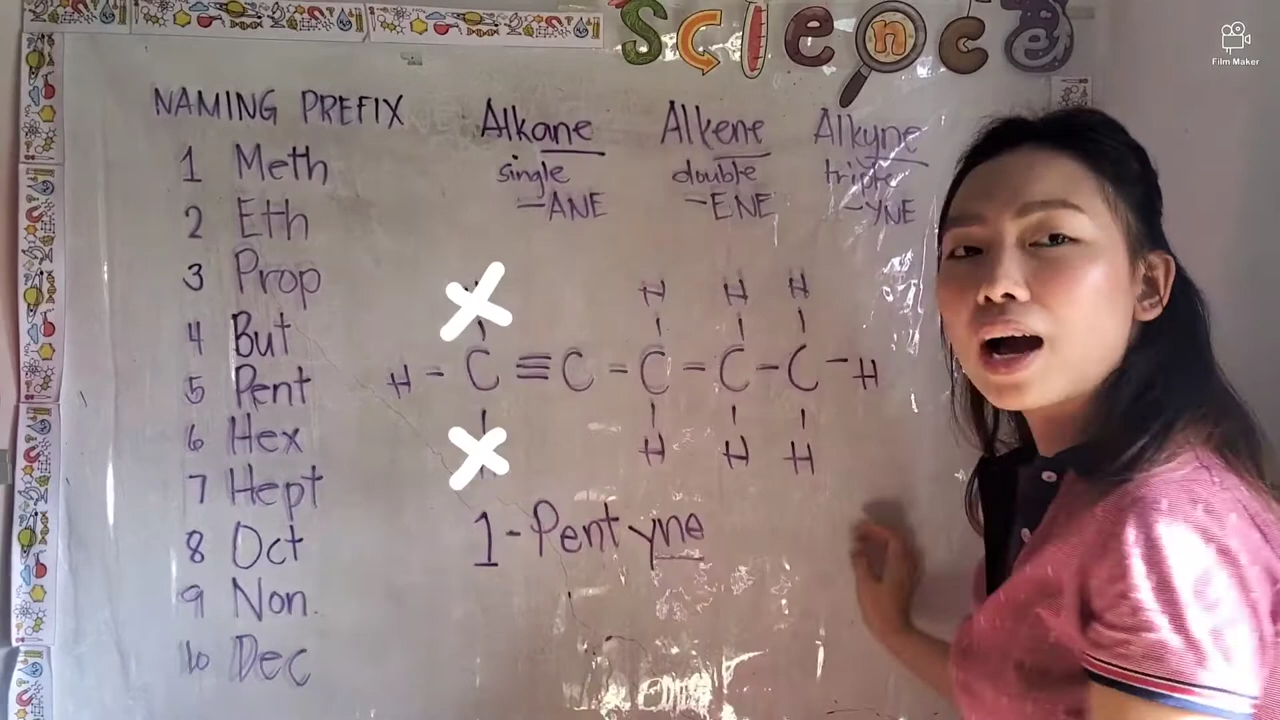 Science
Film Maker
NAMING PREFIX
1 Meth
2 Eth
3 Prop
4 But
5 Pent
6 Hex
7 Hept
8 Oct
9 Non.
10 Dec
Alkane
single
-ANE
Alkene
double
-ENE
Alkyne
triple
-YNE
H H H
H - C ≡ C - C - C - C - H
H H H
1-Pentyne